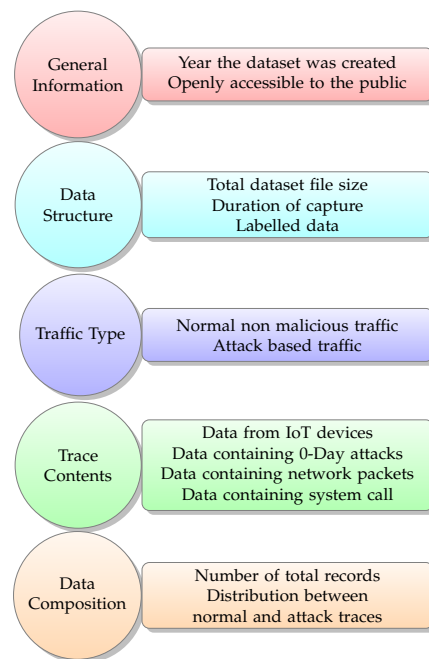 General
Information
Year the dataset was created
Openly accessible to the public
Data
Structure
Total dataset file size
Duration of capture
Labelled data
Traffic Type
Normal non malicious traffic
Attack based traffic
Trace
Contents
Data from IoT devices
Data containing 0-Day attacks
Data containing network packets
Data containing system call
Data
Composition
Number of total records
Distribution between
normal and attack traces